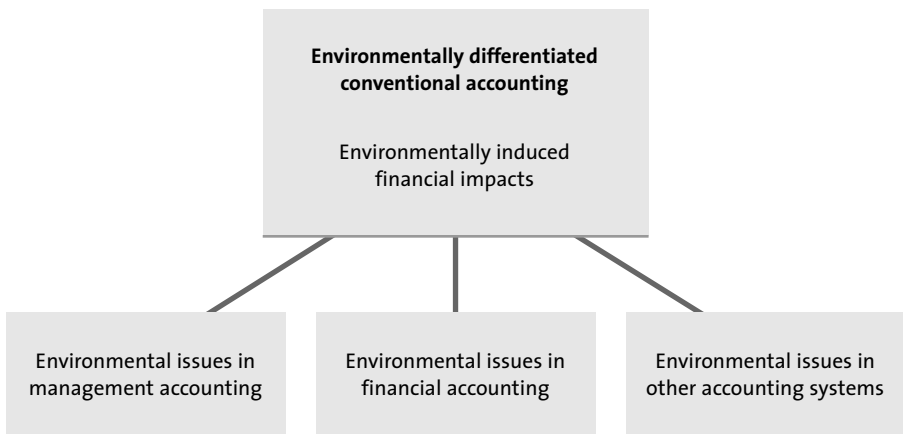 Environmentally differentiated
conventional accounting
Environmentally induced
financial impacts
Environmental issues in
management accounting
Environmental issues in
financial accounting
Environmental issues in
other accounting systems